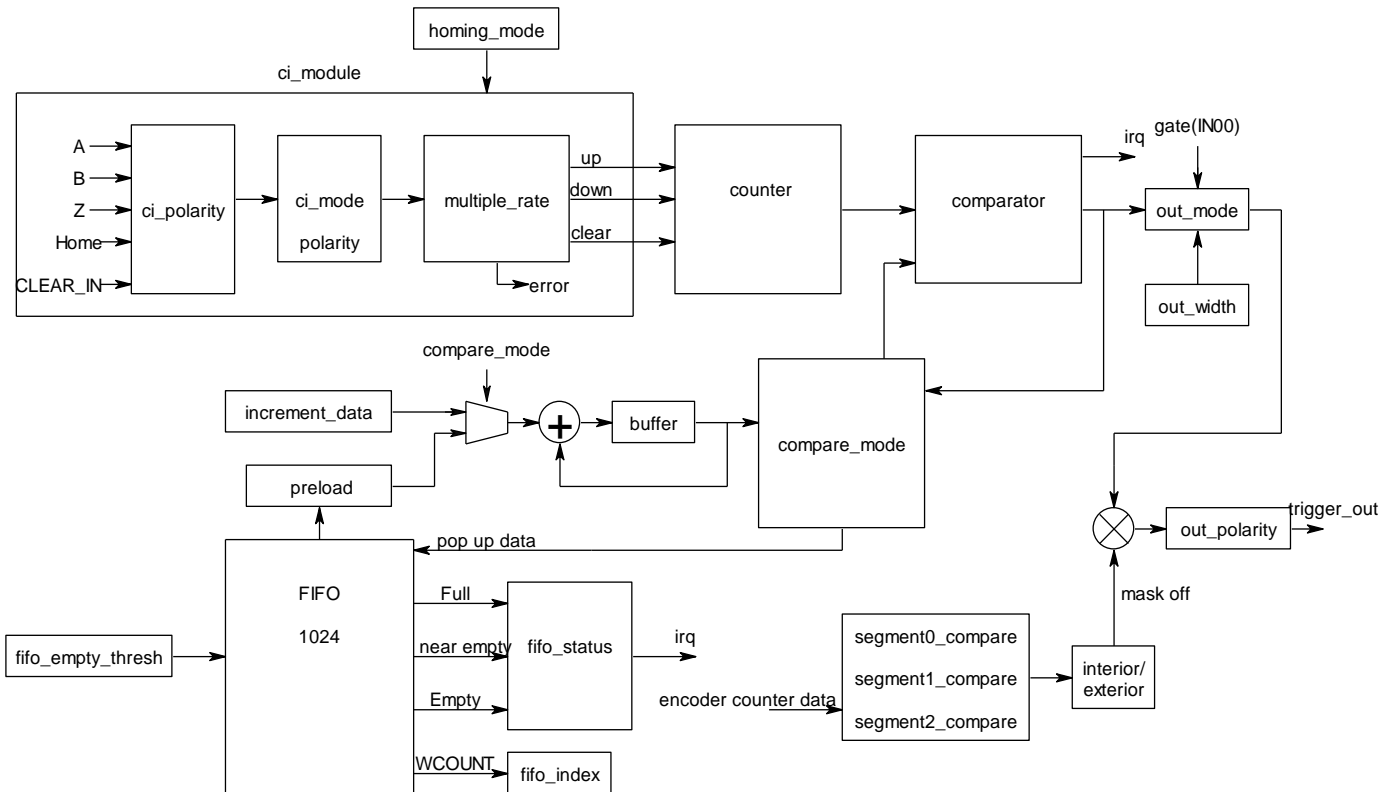 homing_mode
ci_module
A
B
Z
Home
CLEAR_IN
ci_polarity
ci_mode
polarity
multiple_rate
up
down
clear
error
counter
comparator
irq
gate(IN00)
out_mode
out_width
compare_mode
increment_data
+
buffer
compare_mode
preload
pop up data
trigger_out
out_polarity
mask off
FIFO
1024
fifo_empty_thresh
Full
near empty
Empty
WCOUNT
fifo_status
irq
fifo_index
encoder counter data
segment0_compare
segment1_compare
segment2_compare
interior/
exterior